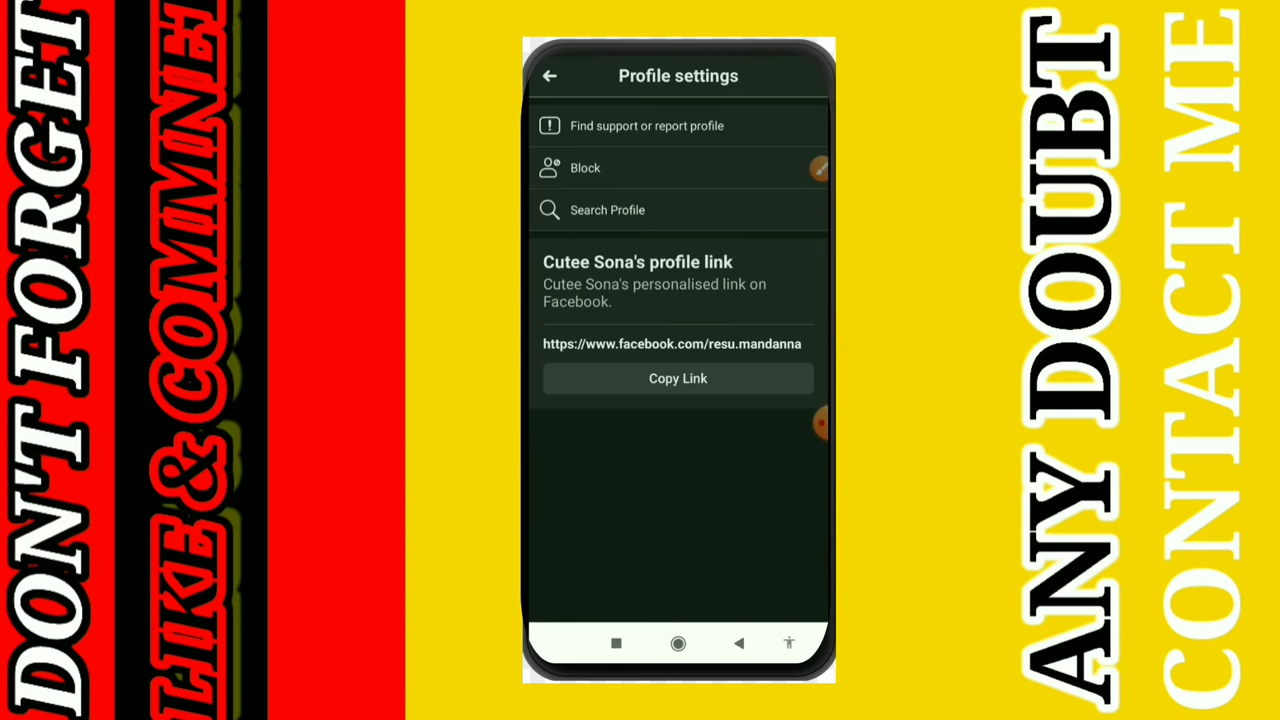 DON'T FORGET
LIKE & COMMNET
Profile settings
Find support or report profile
Block
Search Profile
Cutee Sona's profile link
Cutee Sona's personalised link on
Facebook.
https://www.facebook.com/resu.mandanna
Copy Link
ANY DOUBT
CONTACT ME